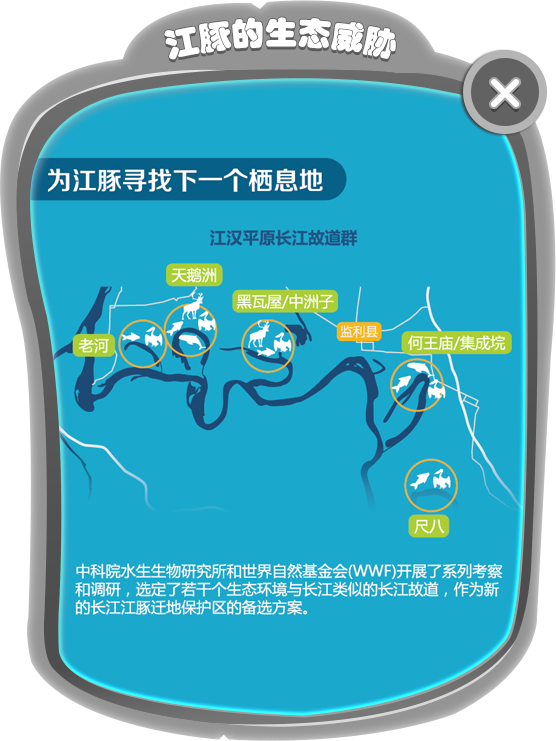 江豚的生态威胁
为江豚寻找下一个栖息地
江汉平原长江故道群
天鹅洲
黑瓦屋/中洲子
监利县
老河
何王庙/集成垸
尺八
中科院水生生物研究所和世界自然基金会(WWF)开展了系列考察
和调研，选定了若干个生态环境与长江类似的长江故道，作为新
的长江江豚迁地保护区的备选方案。